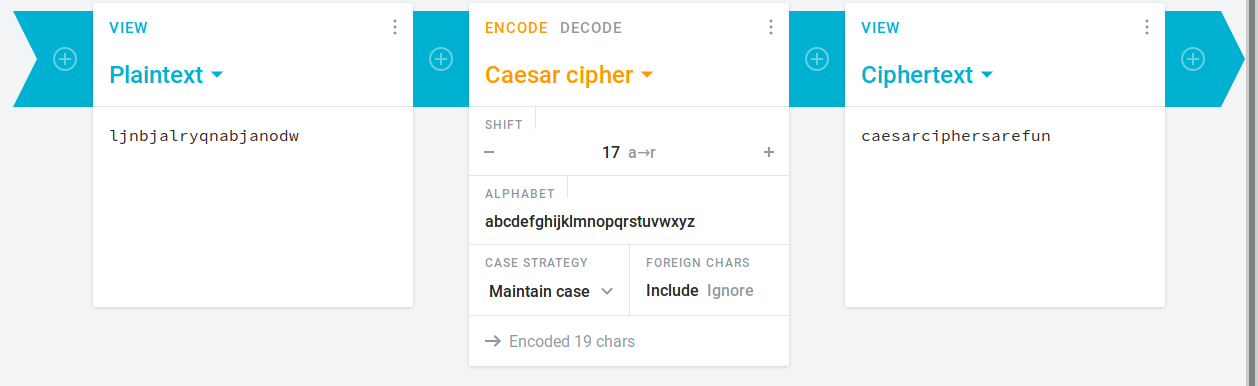 VIEW
Plaintext
ljnbjalryqnabjanodw
ENCODE DECODE
Caesar cipher
SHIFT
− 17 a→r +
ALPHABET
abcdefghijklmnopqrstuvwxyz
CASE STRATEGY
Maintain case
FOREIGN CHARS
Include Ignore
→ Encoded 19 chars
VIEW
Ciphertext
caesarciphersarefun